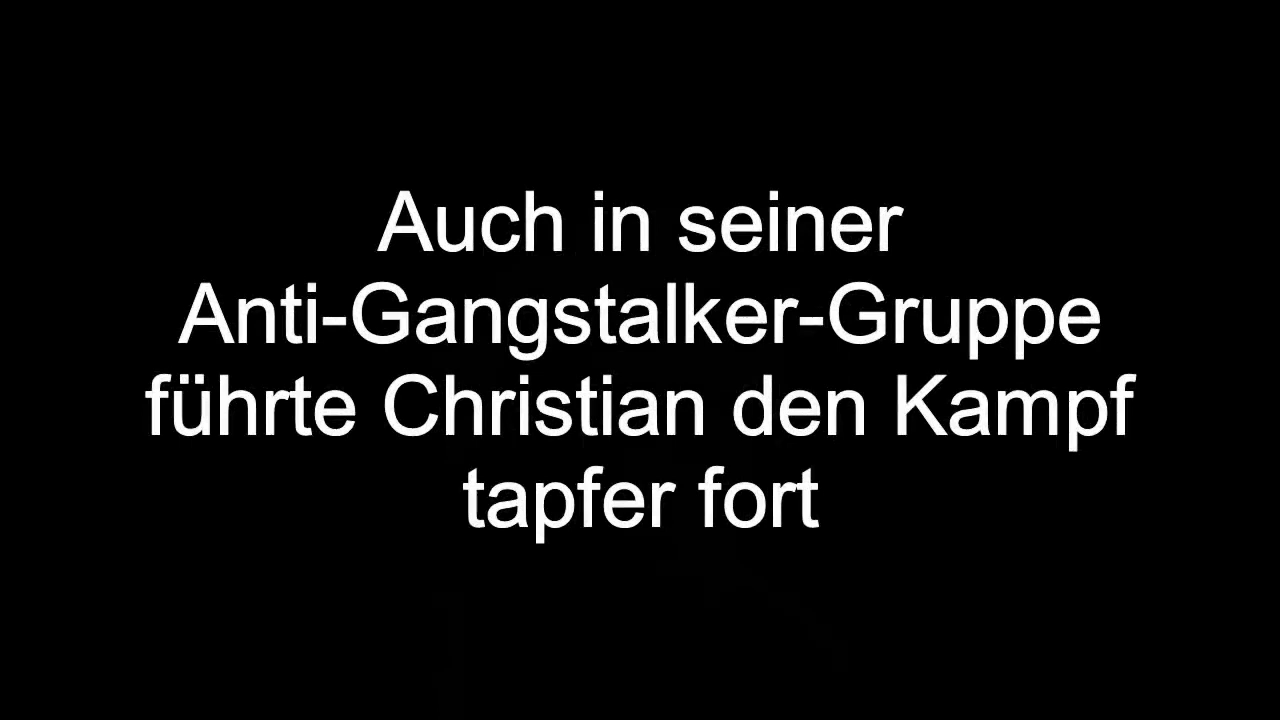 Auch in seiner
Anti-Gangstalker-Gruppe
führte Christian den Kampf
tapfer fort